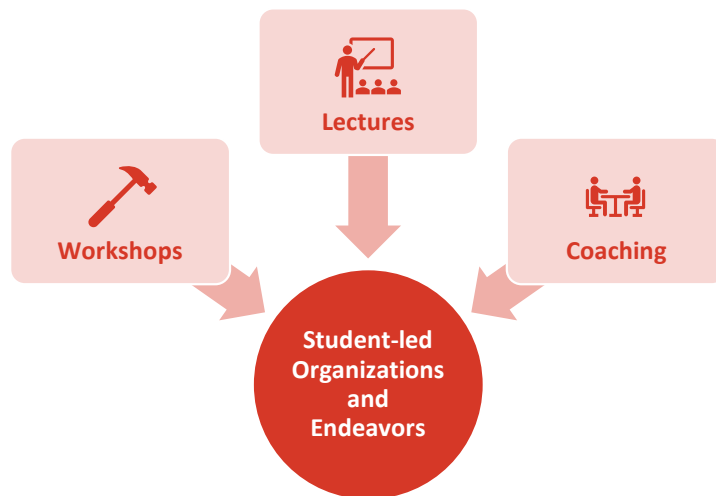 Lectures
Workshops
Coaching
Student-led
Organizations
and
Endeavors